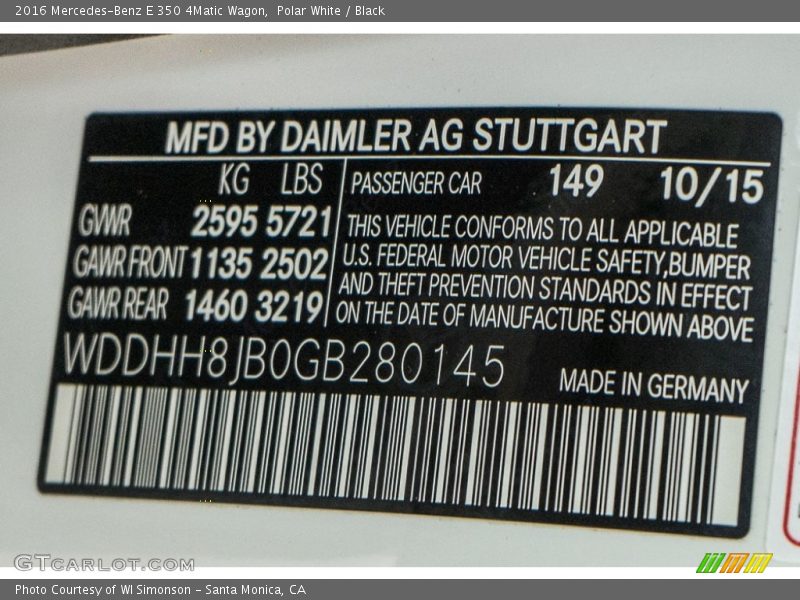 2016 Mercedes-Benz E 350 4Matic Wagon,  Polar White / Black
MFD BY DAIMLER AG STUTTGART
KG LBS
GVWR 2595 5721
GAWR FRONT 1135 2502
GAWR REAR 1460 3219
PASSENGER CAR 149 10/15
THIS VEHICLE CONFORMS TO ALL APPLICABLE
U.S. FEDERAL MOTOR VEHICLE SAFETY,BUMPER
AND THEFT PREVENTION STANDARDS IN EFFECT
ON THE DATE OF MANUFACTURE SHOWN ABOVE
WDDHH8JB0GB280145
MADE IN GERMANY
GTCARLOT.COM
Photo Courtesy of WI Simonson – Santa Monica, CA